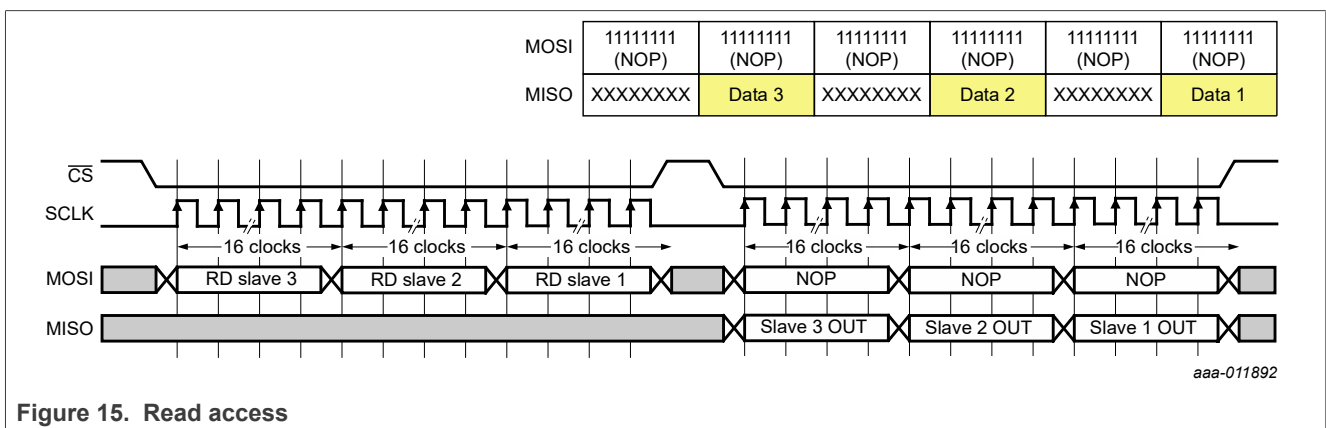 MOSI 11111111 11111111 11111111 11111111 11111111 11111111
(NOP) (NOP) (NOP) (NOP) (NOP) (NOP)
MISO XXXXXXXX Data 3 XXXXXXXX Data 2 XXXXXXXX Data 1
CS
SCLK
16 clocks 16 clocks 16 clocks 16 clocks 16 clocks 16 clocks
MOSI RD slave 3 RD slave 2 RD slave 1 NOP NOP NOP
MISO Slave 3 OUT Slave 2 OUT Slave 1 OUT
aaa-011892
Figure 15. Read access